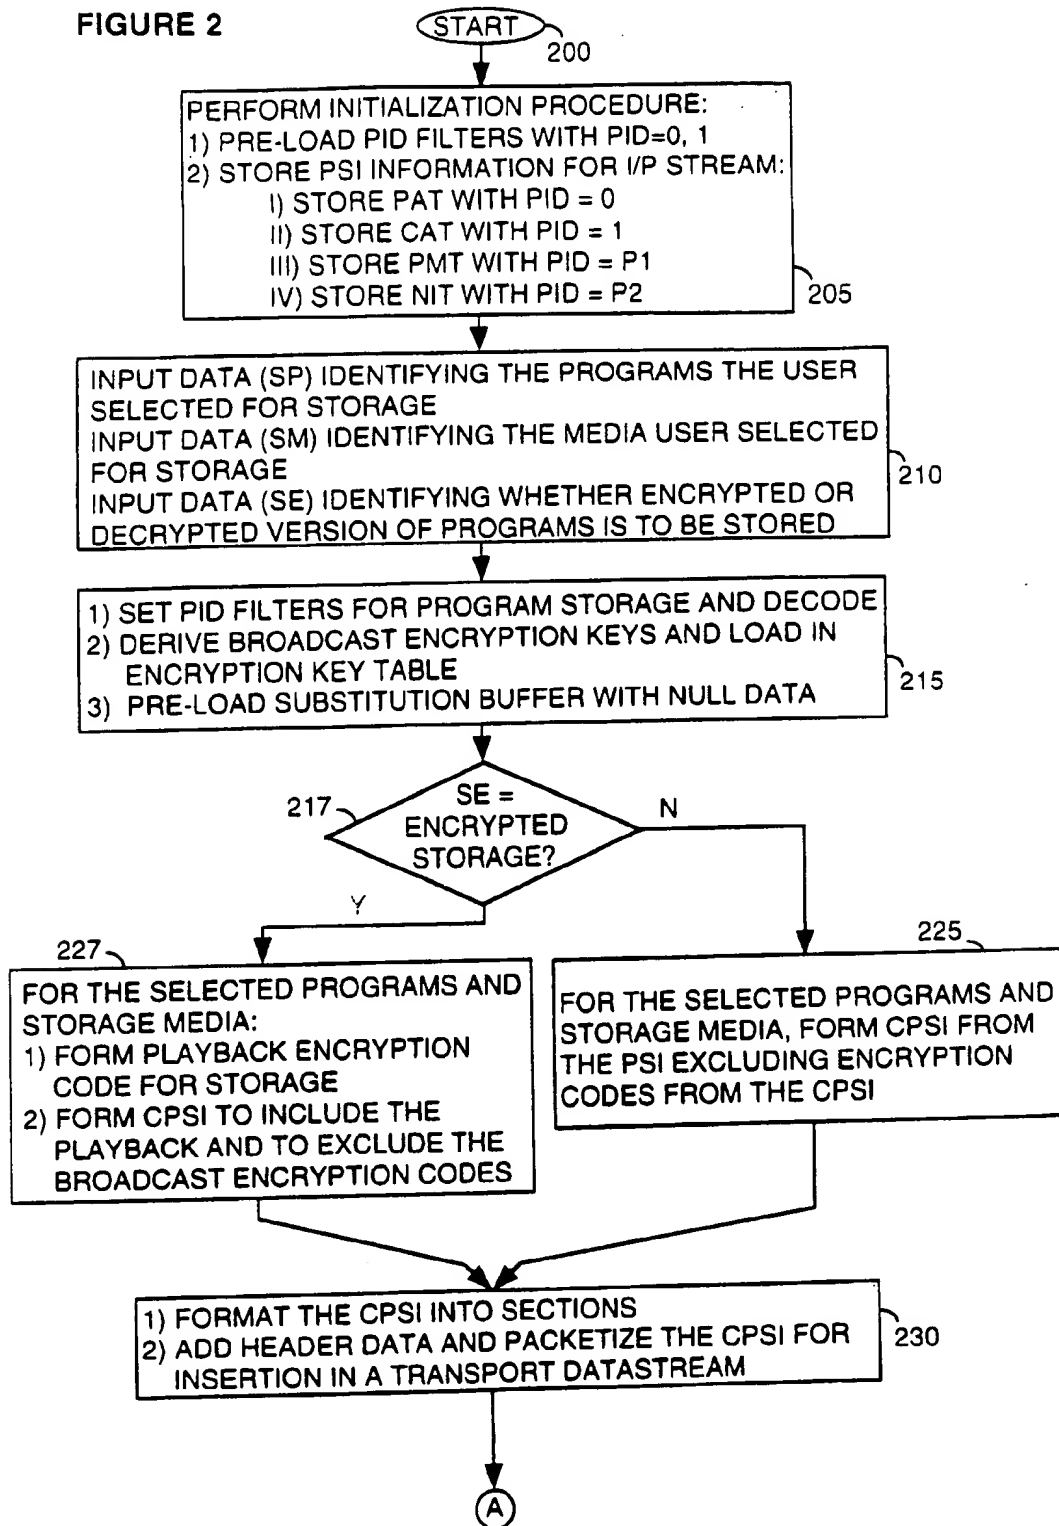 FIGURE 2
START
200
PERFORM INITIALIZATION PROCEDURE:
1) PRE-LOAD PID FILTERS WITH PID=0, 1
2) STORE PSI INFORMATION FOR I/P STREAM:
I) STORE PAT WITH PID = 0
II) STORE CAT WITH PID = 1
III) STORE PMT WITH PID = P1
IV) STORE NIT WITH PID = P2
205
INPUT DATA (SP) IDENTIFYING THE PROGRAMS THE USER
SELECTED FOR STORAGE
INPUT DATA (SM) IDENTIFYING THE MEDIA USER SELECTED
FOR STORAGE
INPUT DATA (SE) IDENTIFYING WHETHER ENCRYPTED OR
DECRYPTED VERSION OF PROGRAMS IS TO BE STORED
210
1) SET PID FILTERS FOR PROGRAM STORAGE AND DECODE
2) DERIVE BROADCAST ENCRYPTION KEYS AND LOAD IN
ENCRYPTION KEY TABLE
3) PRE-LOAD SUBSTITUTION BUFFER WITH NULL DATA
215
217
SE =
ENCRYPTED
STORAGE?
N
Y
227
FOR THE SELECTED PROGRAMS AND
STORAGE MEDIA:
1) FORM PLAYBACK ENCRYPTION
CODE FOR STORAGE
2) FORM CPSI TO INCLUDE THE
PLAYBACK AND TO EXCLUDE THE
BROADCAST ENCRYPTION CODES
225
FOR THE SELECTED PROGRAMS AND
STORAGE MEDIA, FORM CPSI FROM
THE PSI EXCLUDING ENCRYPTION
CODES FROM THE CPSI
1) FORMAT THE CPSI INTO SECTIONS
2) ADD HEADER DATA AND PACKETIZE THE CPSI FOR
INSERTION IN A TRANSPORT DATASTREAM
230
A